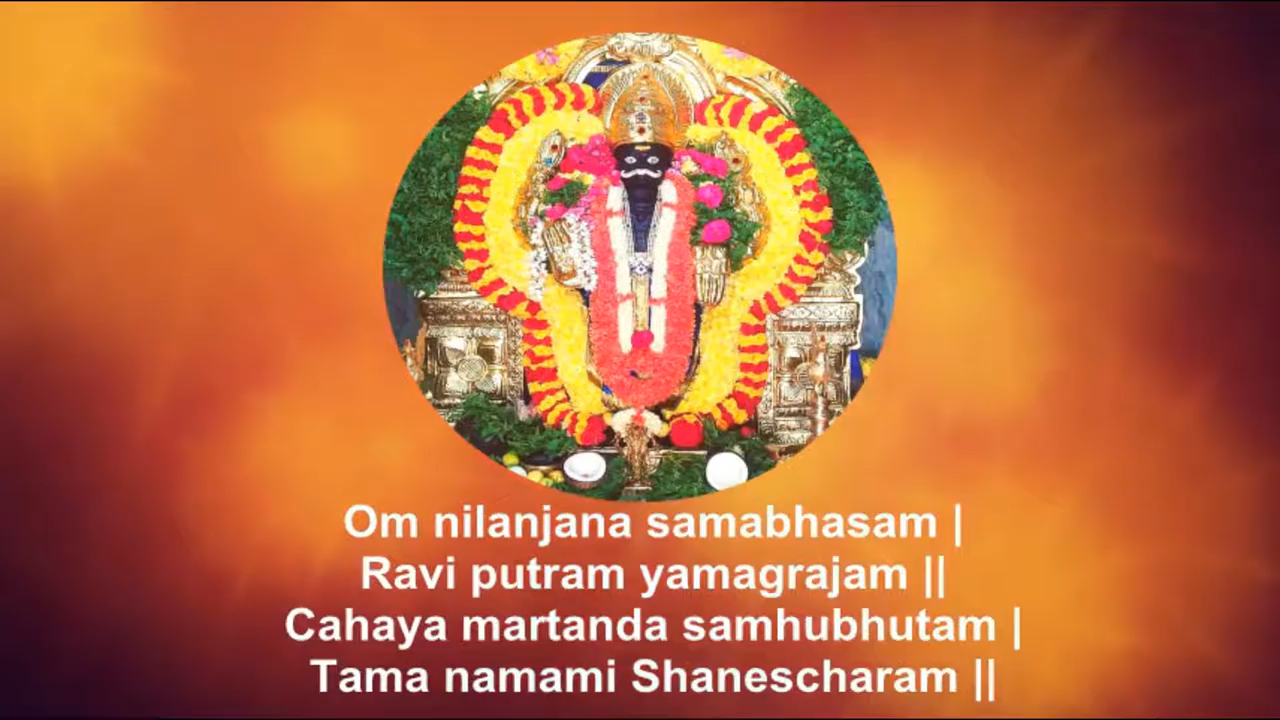 Om nilanjana samabhasam |
Ravi putram yamagrajam ||
Cahaya martanda samhubhutam |
Tama namami Shanescharam ||